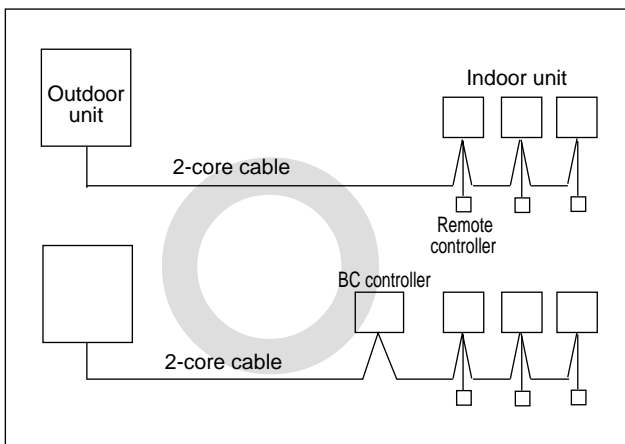 Outdoor
unit
Indoor unit
2-core cable
Remote
controller
BC controller
2-core cable